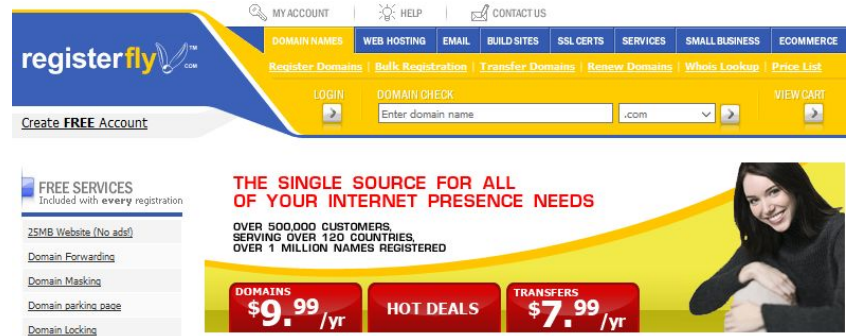 MY ACCOUNT HELP CONTACT US
registerfly™
.COM
DOMAIN NAMES WEB HOSTING EMAIL BUILD SITES SSL CERTS SERVICES SMALL BUSINESS ECOMMERCE
Register Domains | Bulk Registration | Transfer Domains | Renew Domains | Whois Lookup | Price List
LOGIN DOMAIN CHECK VIEW CART
Enter domain name .com
Create FREE Account
FREE SERVICES
Included with every registration
25MB Website (No ads!)
Domain Forwarding
Domain Masking
Domain parking page
Domain Locking
THE SINGLE SOURCE FOR ALL
OF YOUR INTERNET PRESENCE NEEDS
OVER 500,000 CUSTOMERS,
SERVING OVER 120 COUNTRIES,
OVER 1 MILLION NAMES REGISTERED
DOMAINS
$9.99/yr
HOT DEALS
TRANSFERS
$7.99/yr